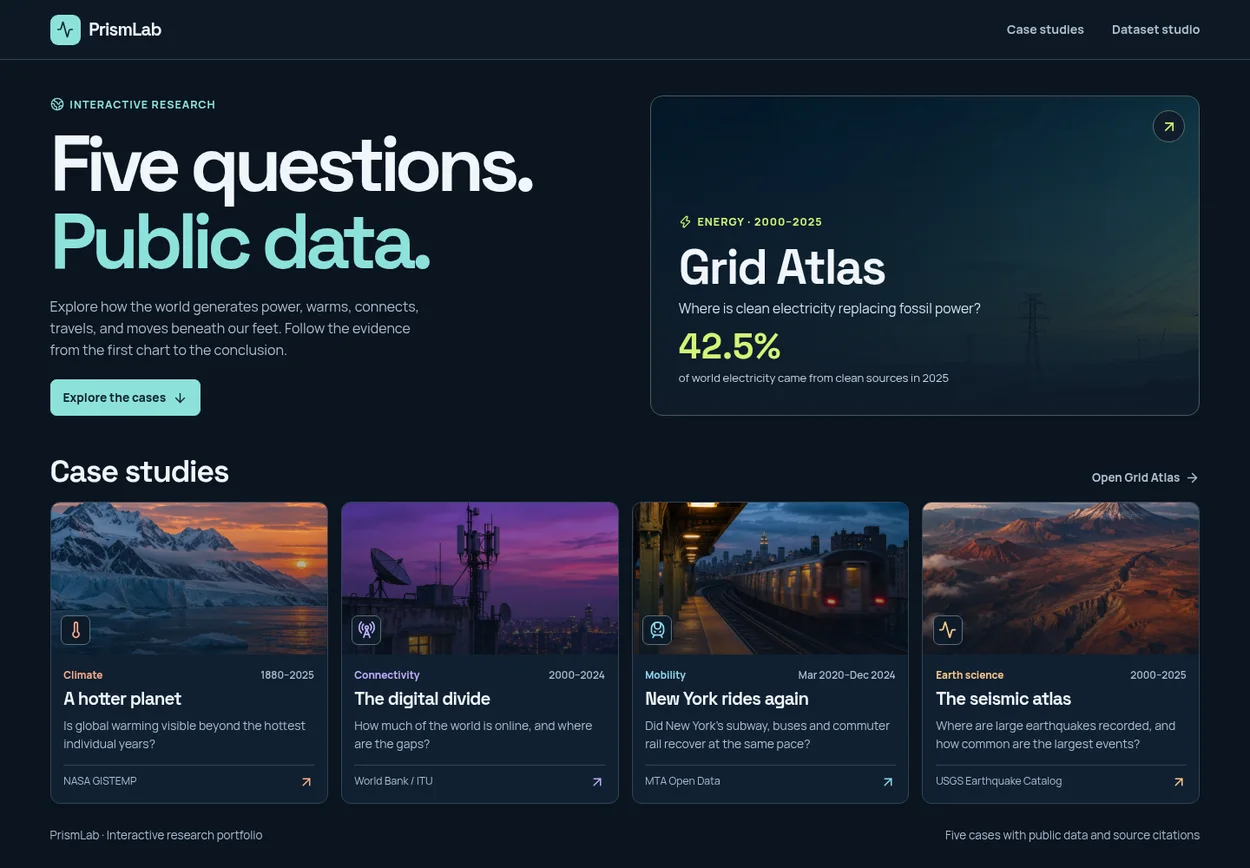 PrismLab
Case studies
Dataset studio
INTERACTIVE RESEARCH
Five questions.
Public data.
Explore how the world generates power, warms, connects,
travels, and moves beneath our feet. Follow the evidence
from the first chart to the conclusion.
Explore the cases
ENERGY · 2000–2025
Grid Atlas
Where is clean electricity replacing fossil power?
42.5%
of world electricity came from clean sources in 2025
Case studies
Open Grid Atlas
Climate
1880–2025
A hotter planet
Is global warming visible beyond the hottest
individual years?
NASA GISTEMP
Connectivity
2000–2024
The digital divide
How much of the world is online, and where
are the gaps?
World Bank / ITU
Mobility
Mar 2020–Dec 2024
New York rides again
Did New York's subway, buses and commuter
rail recover at the same pace?
MTA Open Data
Earth science
2000–2025
The seismic atlas
Where are large earthquakes recorded, and
how common are the largest events?
USGS Earthquake Catalog
PrismLab · Interactive research portfolio
Five cases with public data and source citations